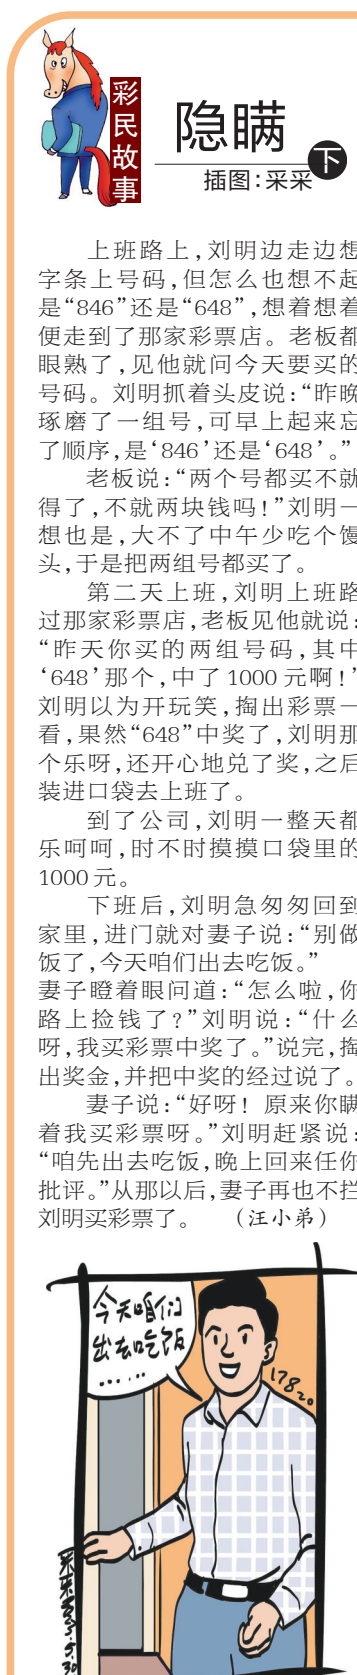 彩民故事
隐瞒
下
插图:采采
上班路上,刘明边走边想
字条上号码,但怎么也想不起
是“846”还是“648”,想着想着
便走到了那家彩票店。老板都
眼熟了,见他就问今天要买的
号码。刘明抓着头皮说:“昨晚
琢磨了一组号,可早上起来忘
了顺序,是‘846’还是‘648’。”
老板说:“两个号都买不就
得了,不就两块钱吗!”刘明一
想也是,大不了中午少吃个馒
头,于是把两组号都买了。
第二天上班,刘明上班路
过那家彩票店,老板见他就说:
“昨天你买的两组号码,其中
‘648’那个,中了1000元啊!”
刘明以为开玩笑,掏出彩票一
看,果然“648”中奖了,刘明那
个乐呀,还开心地兑了奖,之后
装进口袋去上班了。
到了公司,刘明一整天都
乐呵呵,时不时摸摸口袋里的
1000元。
下班后,刘明急匆匆回到
家里,进门就对妻子说:“别做
饭了,今天咱们出去吃饭。”
妻子瞪着眼问道:“怎么啦,你
路上捡钱了?”刘明说:“什么
呀,我买彩票中奖了。”说完,掏
出奖金,并把中奖的经过说了。
妻子说:“好呀!原来你瞒
着我买彩票呀。”刘明赶紧说:
“咱先出去吃饭,晚上回来任你
批评。”从那以后,妻子再也不拦
刘明买彩票了。 (汪小弟)
今天咱们
出去吃饭
······
17820